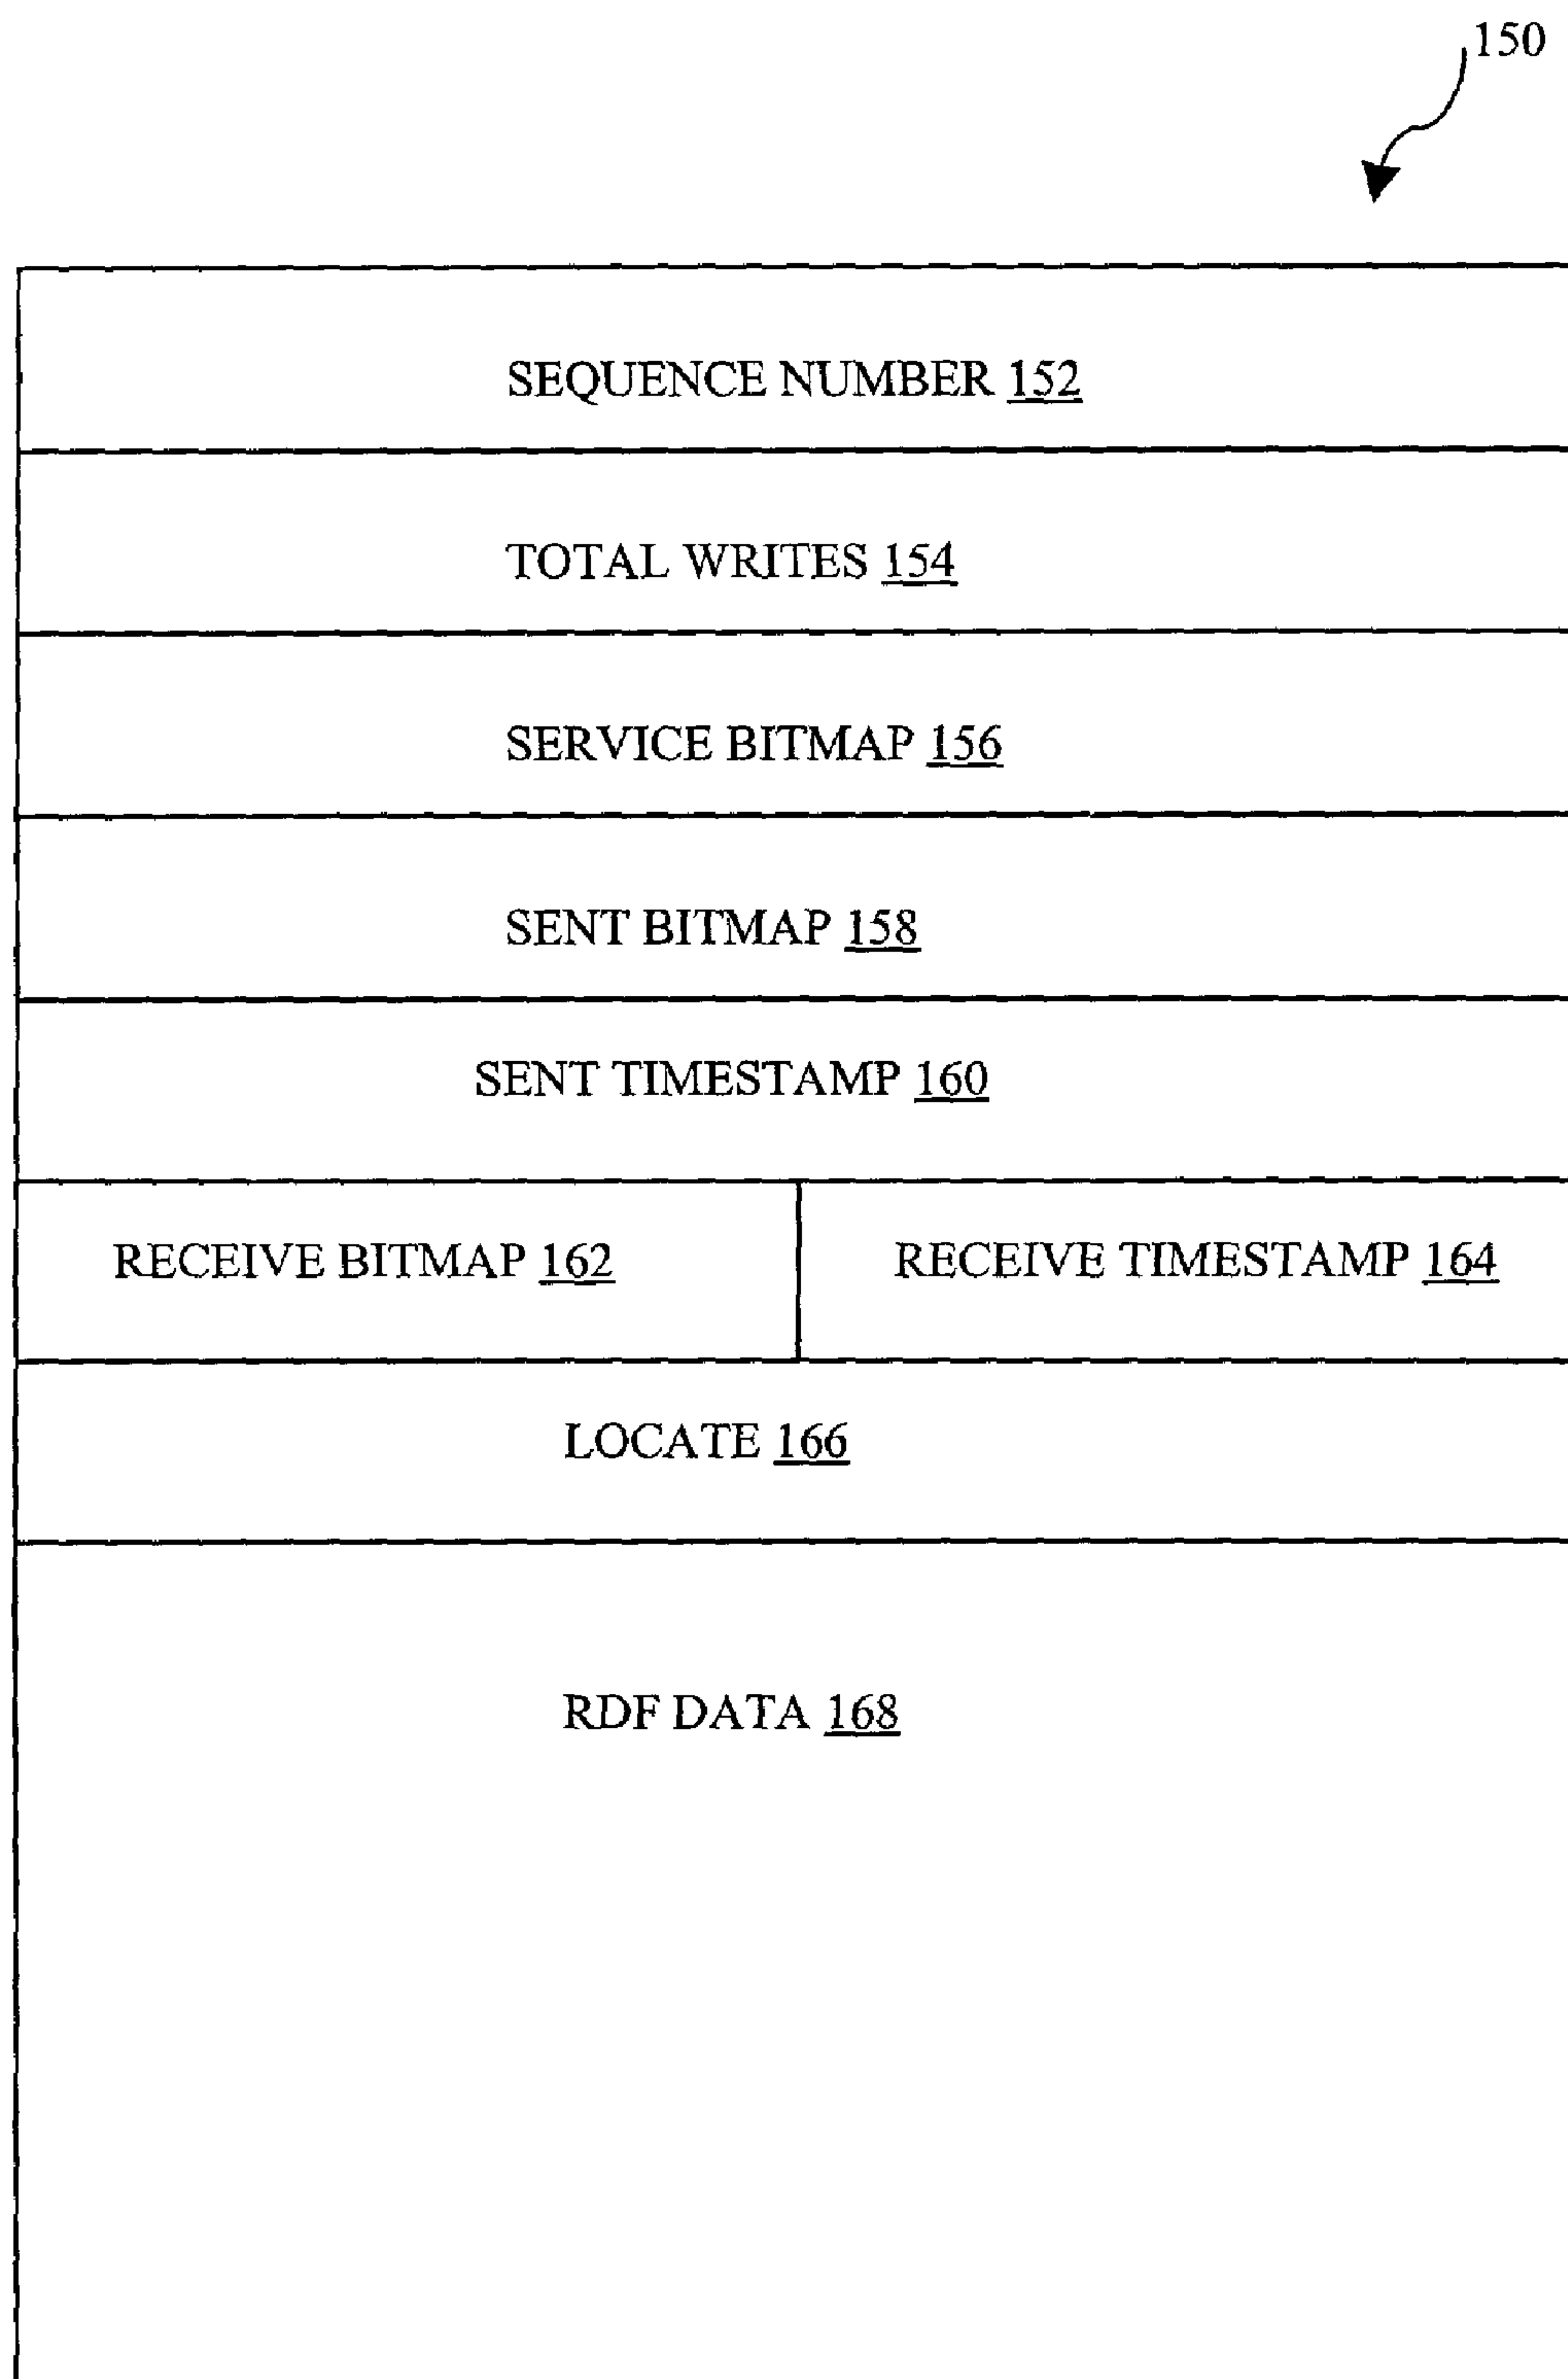 150
SEQUENCE NUMBER 152
TOTAL WRITES 154
SERVICE BITMAP 156
SENT BITMAP 158
SENT TIMESTAMP 160
RECEIVE BITMAP 162
RECEIVE TIMESTAMP 164
LOCATE 166
RDF DATA 168